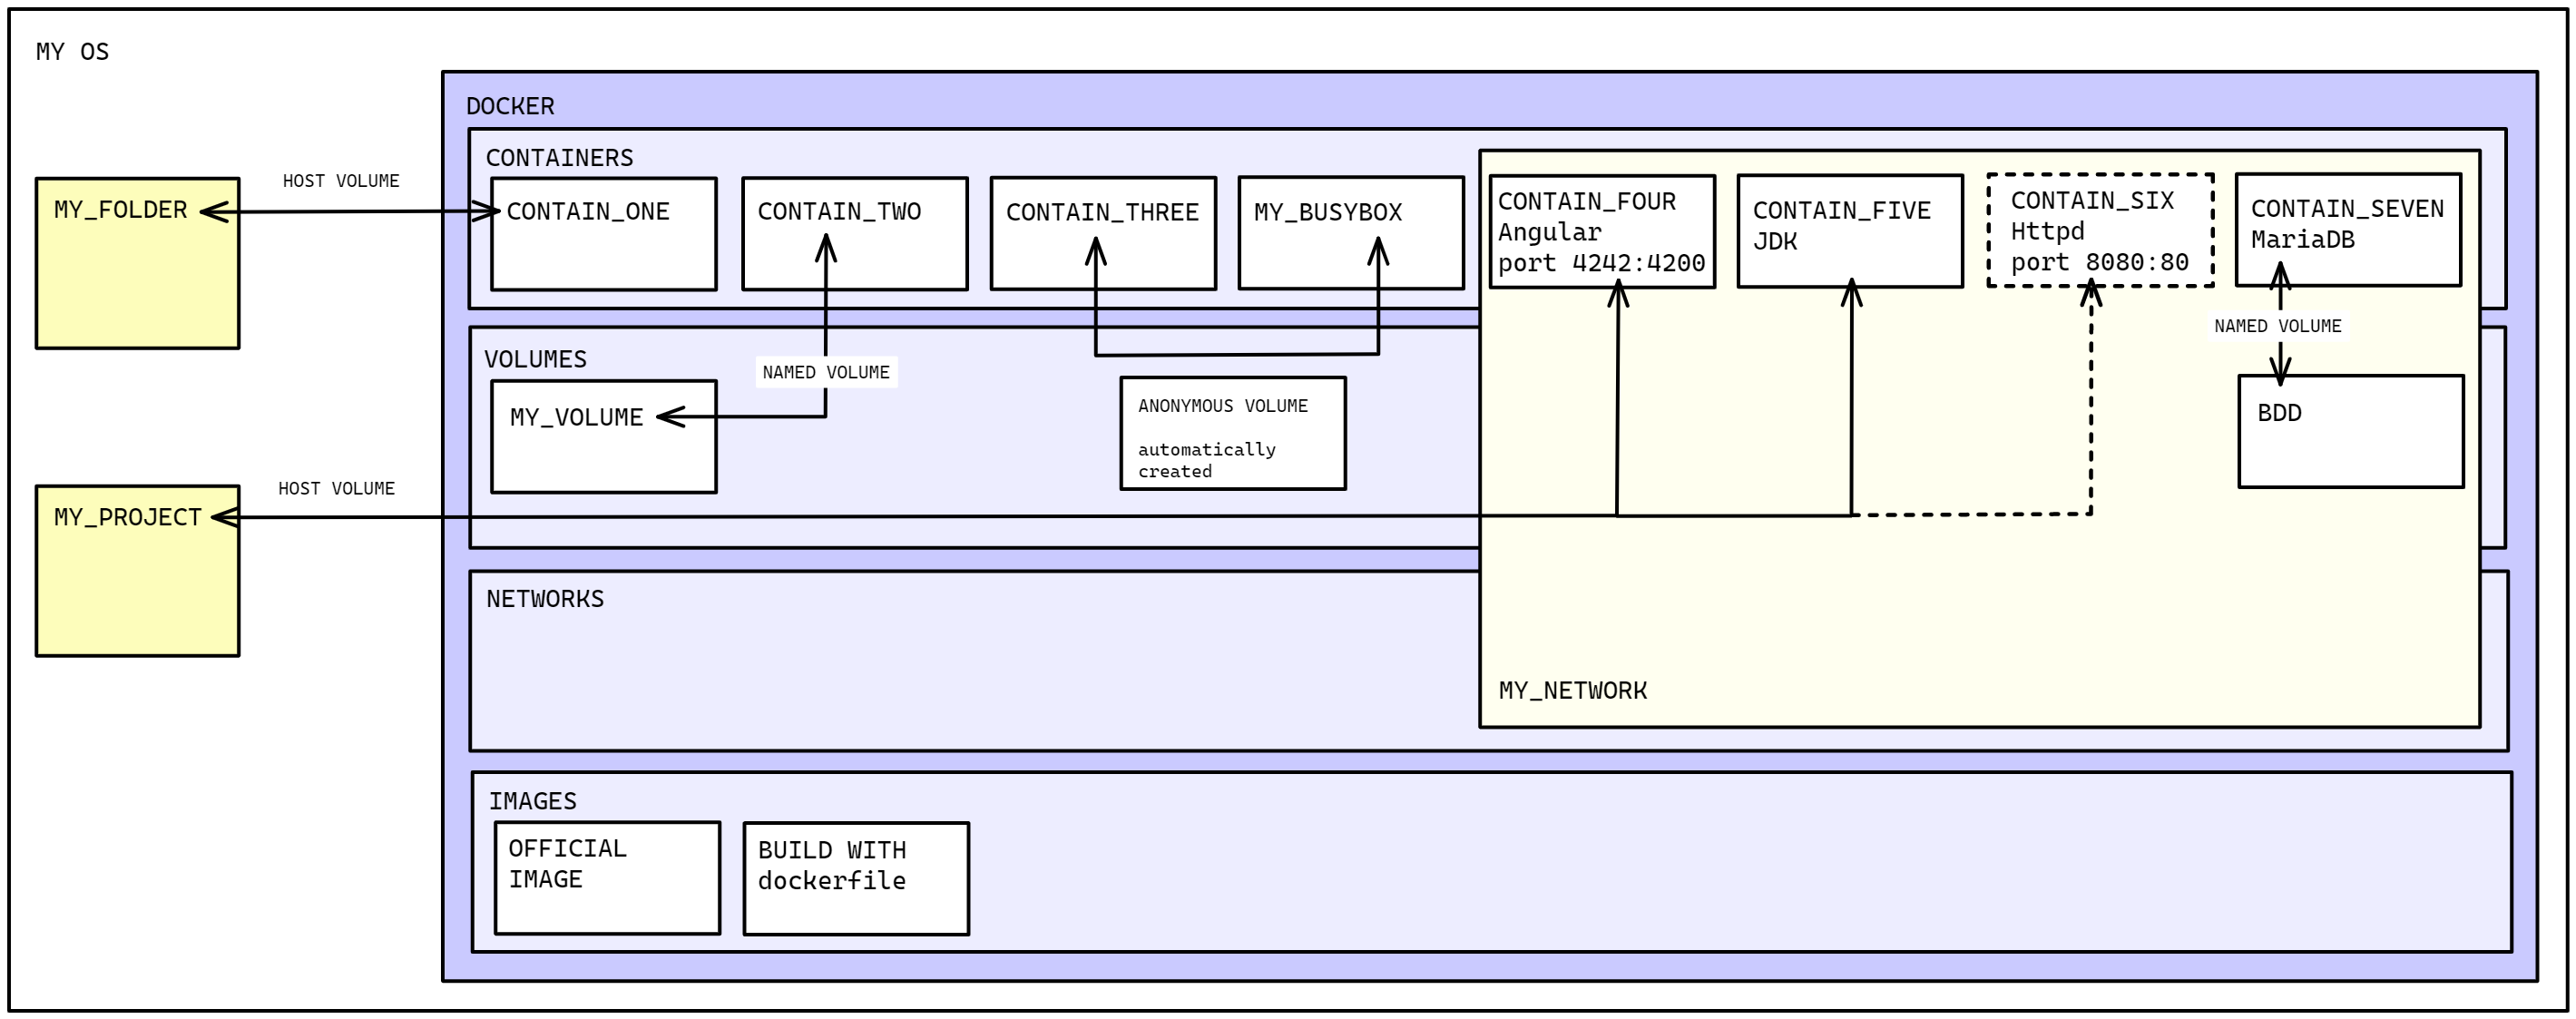 MY OS
DOCKER
CONTAINERS
MY_FOLDER
HOST VOLUME
CONTAIN_ONE
CONTAIN_TWO
CONTAIN_THREE
MY_BUSYBOX
CONTAIN_FOUR
Angular
port 4242:4200
CONTAIN_FIVE
JDK
CONTAIN_SIX
Httpd
port 8080:80
CONTAIN_SEVEN
MariaDB
VOLUMES
NAMED VOLUME
MY_VOLUME
ANONYMOUS VOLUME
automatically
created
NAMED VOLUME
BDD
MY_PROJECT
HOST VOLUME
NETWORKS
MY_NETWORK
IMAGES
OFFICIAL
IMAGE
BUILD WITH
dockerfile